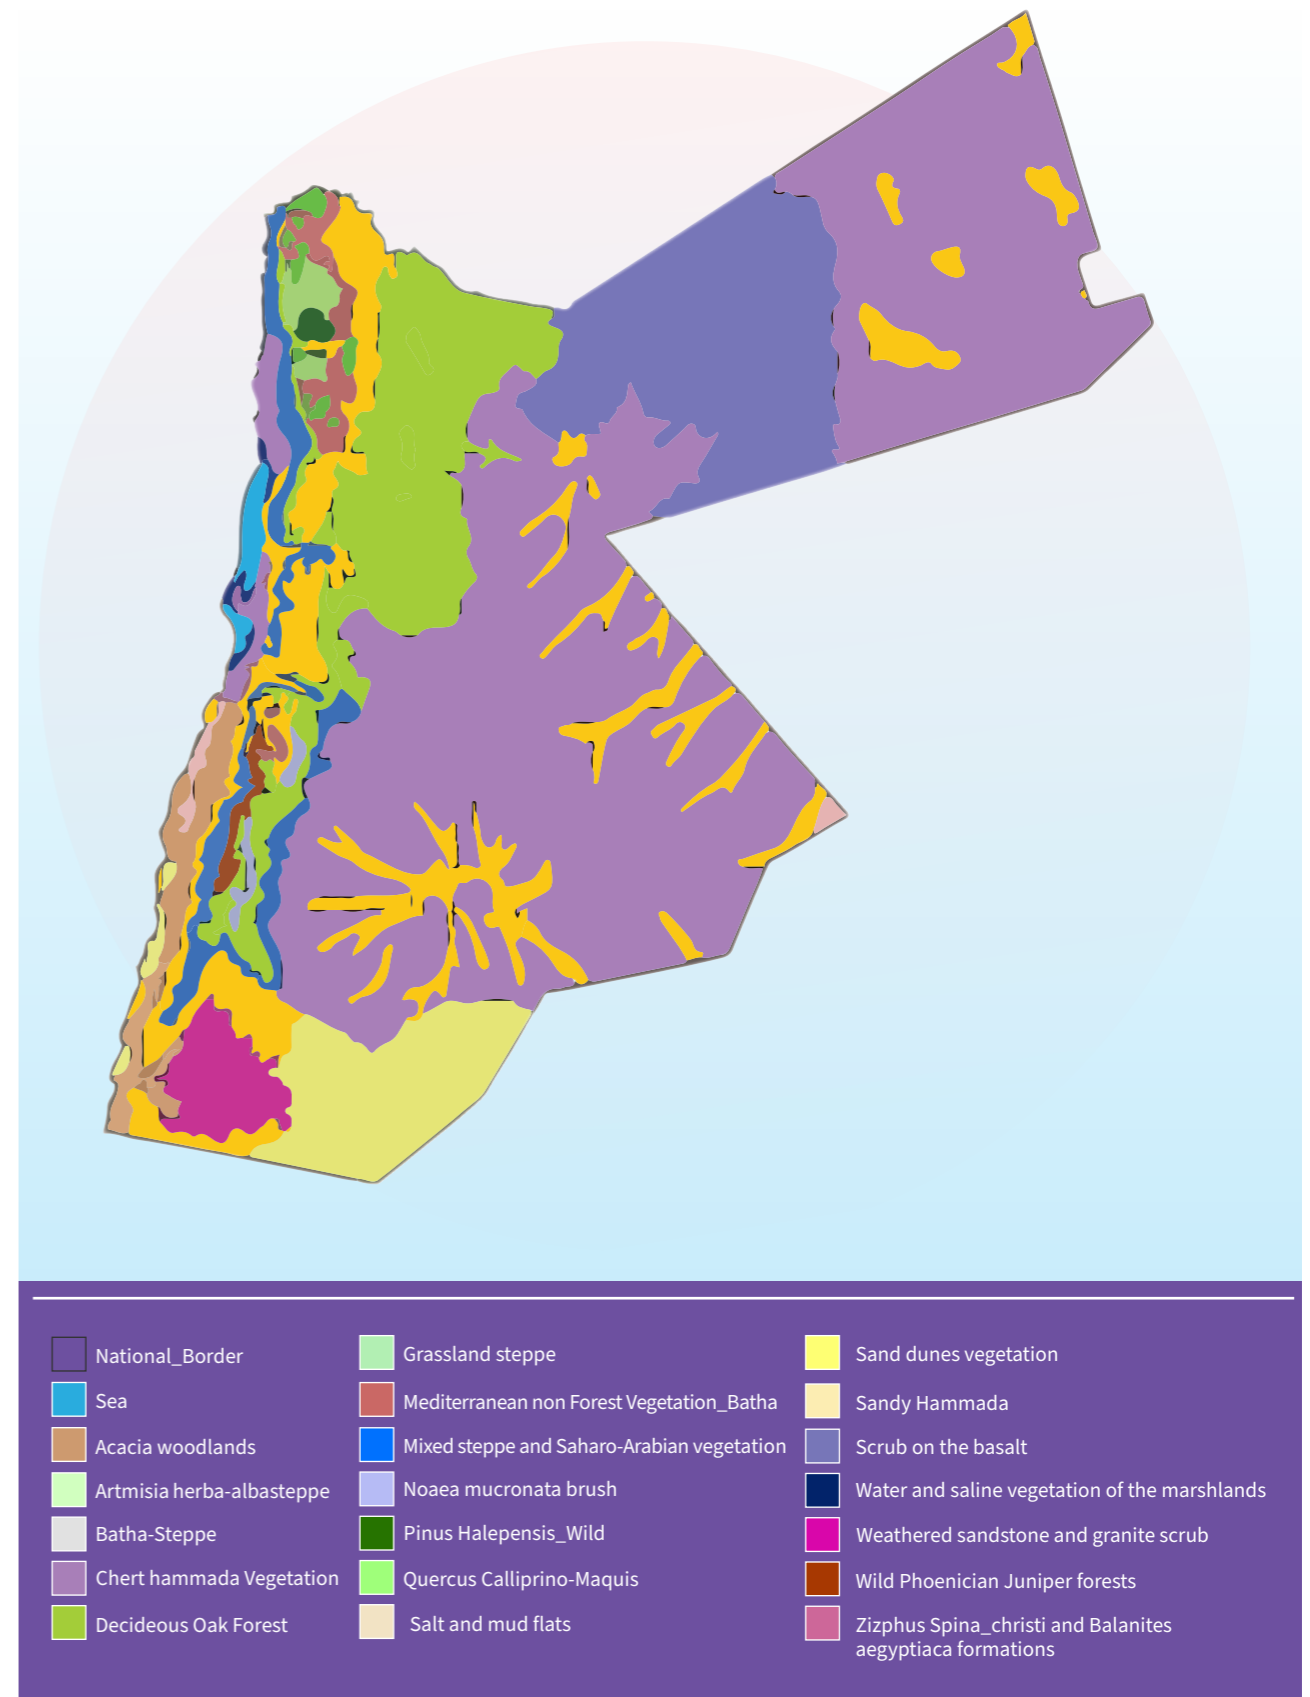 National_Border
Sea
Acacia woodlands
Artmisia herba-albasteppe
Batha-Steppe
Chert hammada Vegetation
Decideous Oak Forest
Grassland steppe
Mediterranean non Forest Vegetation_Batha
Mixed steppe and Saharo-Arabian vegetation
Noaea mucronata brush
Pinus Halepensis_Wild
Quercus Calliprino-Maquis
Salt and mud flats
Sand dunes vegetation
Sandy Hammada
Scrub on the basalt
Water and saline vegetation of the marshlands
Weathered sandstone and granite scrub
Wild Phoenician Juniper forests
Zizphus Spina_christi and Balanites
aegyptiaca formations